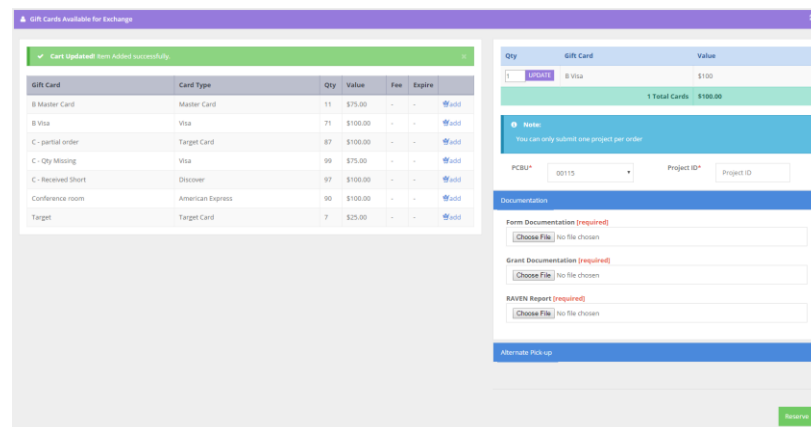 Gift Cards Available for Exchange
Cart Updated! Item Added successfully. ×
Gift Card Card Type Qty Value Fee Expire
B Master Card Master Card 11 $75.00 - - add
B Visa Visa 71 $100.00 - - add
C - partial order Target Card 87 $100.00 - - add
C - Qty Missing Visa 99 $75.00 - - add
C - Received Short Discover 97 $100.00 - - add
Conference room American Express 90 $100.00 - - add
Target Target Card 7 $25.00 - - add
Qty Gift Card Value
1 UPDATE B Visa $100
1 Total Cards $100.00
Note:
You can only submit one project per order
PCBU* 00115 Project ID* Project ID
Documentation
Form Documentation [required]
Choose File No file chosen
Grant Documentation [required]
Choose File No file chosen
RAVEN Report [required]
Choose File No file chosen
Alternate Pick-up
Reserve